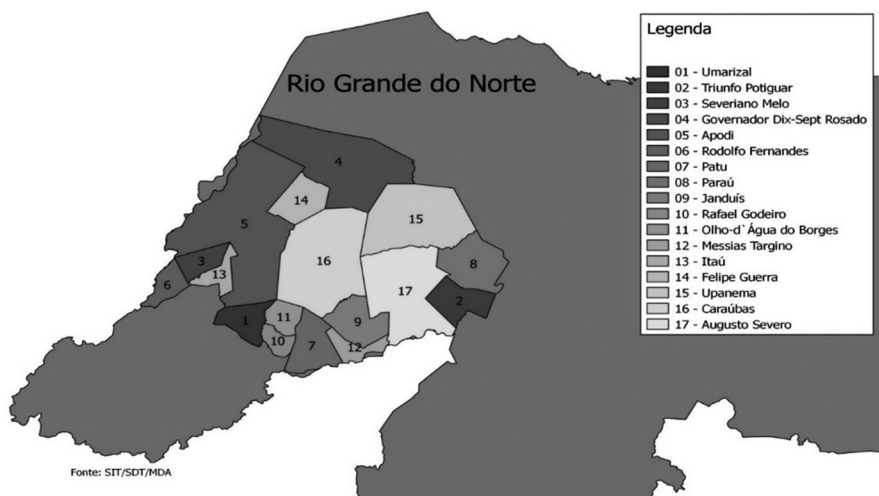 Rio Grande do Norte
4
14
5
15
3
13
16
8
6
17
2
1
11
9
10
7
12
Fonte: SIT/SDT/MDA
Legenda
01 - Umarizal
02 - Triunfo Potiguar
03 - Severiano Melo
04 - Governador Dix-Sept Rosado
05 - Apodi
06 - Rodolfo Fernandes
07 - Patu
08 - Paraú
09 - Janduís
10 - Rafael Godeiro
11 - Olho-d`Água do Borges
12 - Messias Targino
13 - Itaú
14 - Felipe Guerra
15 - Upanema
16 - Caraúbas
17 - Augusto Severo